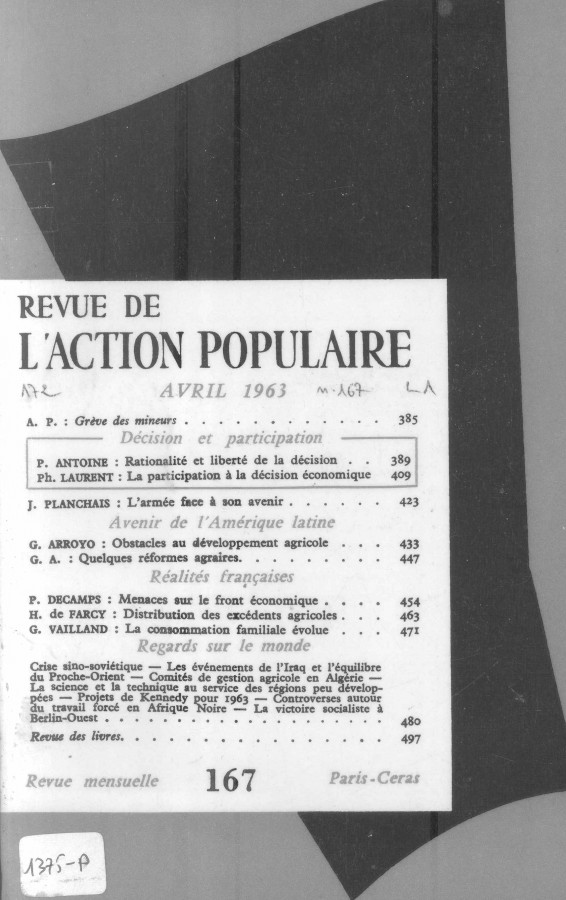 REVUE DE
L'ACTION POPULAIRE
172 AVRIL 1963 n.167 L1
A. P. : Grève des mineurs . . . . . . . . . . . . 385
Décision et participation
P. ANTOINE : Rationalité et liberté de la décision . . 389
Ph. LAURENT : La participation à la décision économique 409
J. PLANCHAIS : L'armée face à son avenir . . . . . . 423
Avenir de l'Amérique latine
G. ARROYO : Obstacles au développement agricole . . . 433
G. A. : Quelques réformes agraires. . . . . . . . . 447
Réalités françaises
P. DECAMPS : Menaces sur le front économique . . . . 454
H. de FARCY : Distribution des excédents agricoles . . . 463
G. VAILLAND : La consommation familiale évolue . . . 471
Regards sur le monde
Crise sino-soviétique — Les événements de l'Iraq et l'équilibre
du Proche-Orient — Comités de gestion agricole en Algérie —
La science et la technique au service des régions peu dévelop-
pées — Projets de Kennedy pour 1963 — Controverses autour
du travail forcé en Afrique Noire — La victoire socialiste à
Berlin-Ouest . . . . . . . . . . . . . . . . . . 480
Revue des livres. . . . . . . . . . . . . . . . . 497
Revue mensuelle 167 Paris-Ceras
1375-P